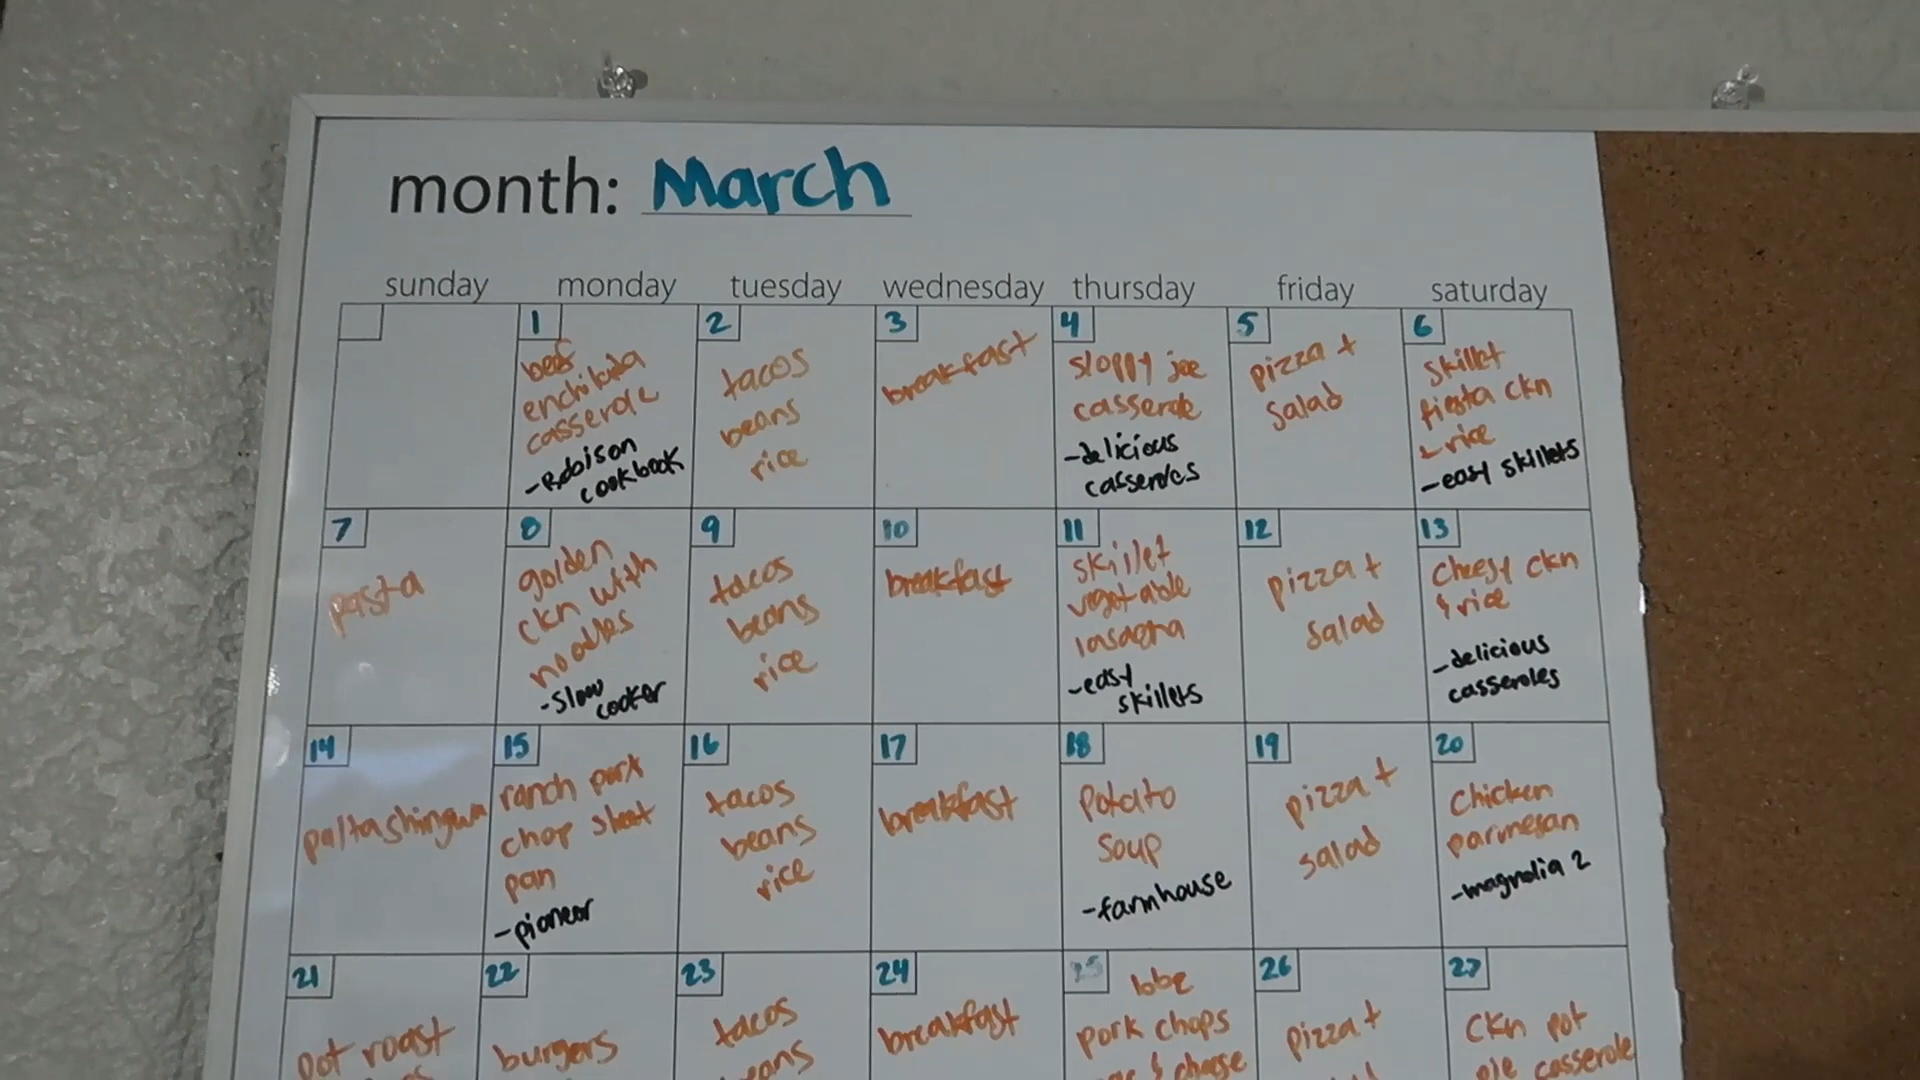 month: March
sunday monday tuesday wednesday thursday friday saturday
1
beef
enchilada
casserole
-Robison
cookbook
2
tacos
beans
rice
3
breakfast
4
sloppy joe
casserole
-delicious
casseroles
5
pizza +
salad
6
skillet
fiesta ckn
& rice
-easy skillets
7
pasta
8
golden
ckn with
noodles
-slow
cooker
9
tacos
beans
rice
10
breakfast
11
skillet
vegetable
lasagna
-easy
skillets
12
pizza +
salad
13
cheesy ckn
& rice
-delicious
casseroles
14
15
ranch pork
chop sheet
pan
-pioneer
16
tacos
beans
rice
17
breakfast
18
potato
soup
-farmhouse
19
pizza +
salad
20
chicken
parmesan
-magnolia 2
21
pot roast
22
burgers
23
tacos
beans
24
breakfast
25
bbq
pork chops
& cheese
26
pizza +
27
ckn pot
pie casserole